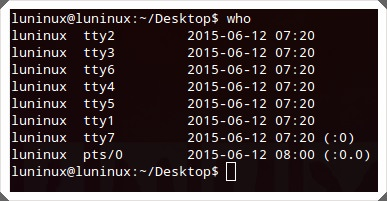 luninux@luninux:~/Desktop$ who
luninux  tty2         2015-06-12 07:20
luninux  tty3         2015-06-12 07:20
luninux  tty6         2015-06-12 07:20
luninux  tty4         2015-06-12 07:20
luninux  tty5         2015-06-12 07:20
luninux  tty1         2015-06-12 07:20
luninux  tty7         2015-06-12 07:20 (:0)
luninux  pts/0        2015-06-12 08:00 (:0.0)
luninux@luninux:~/Desktop$